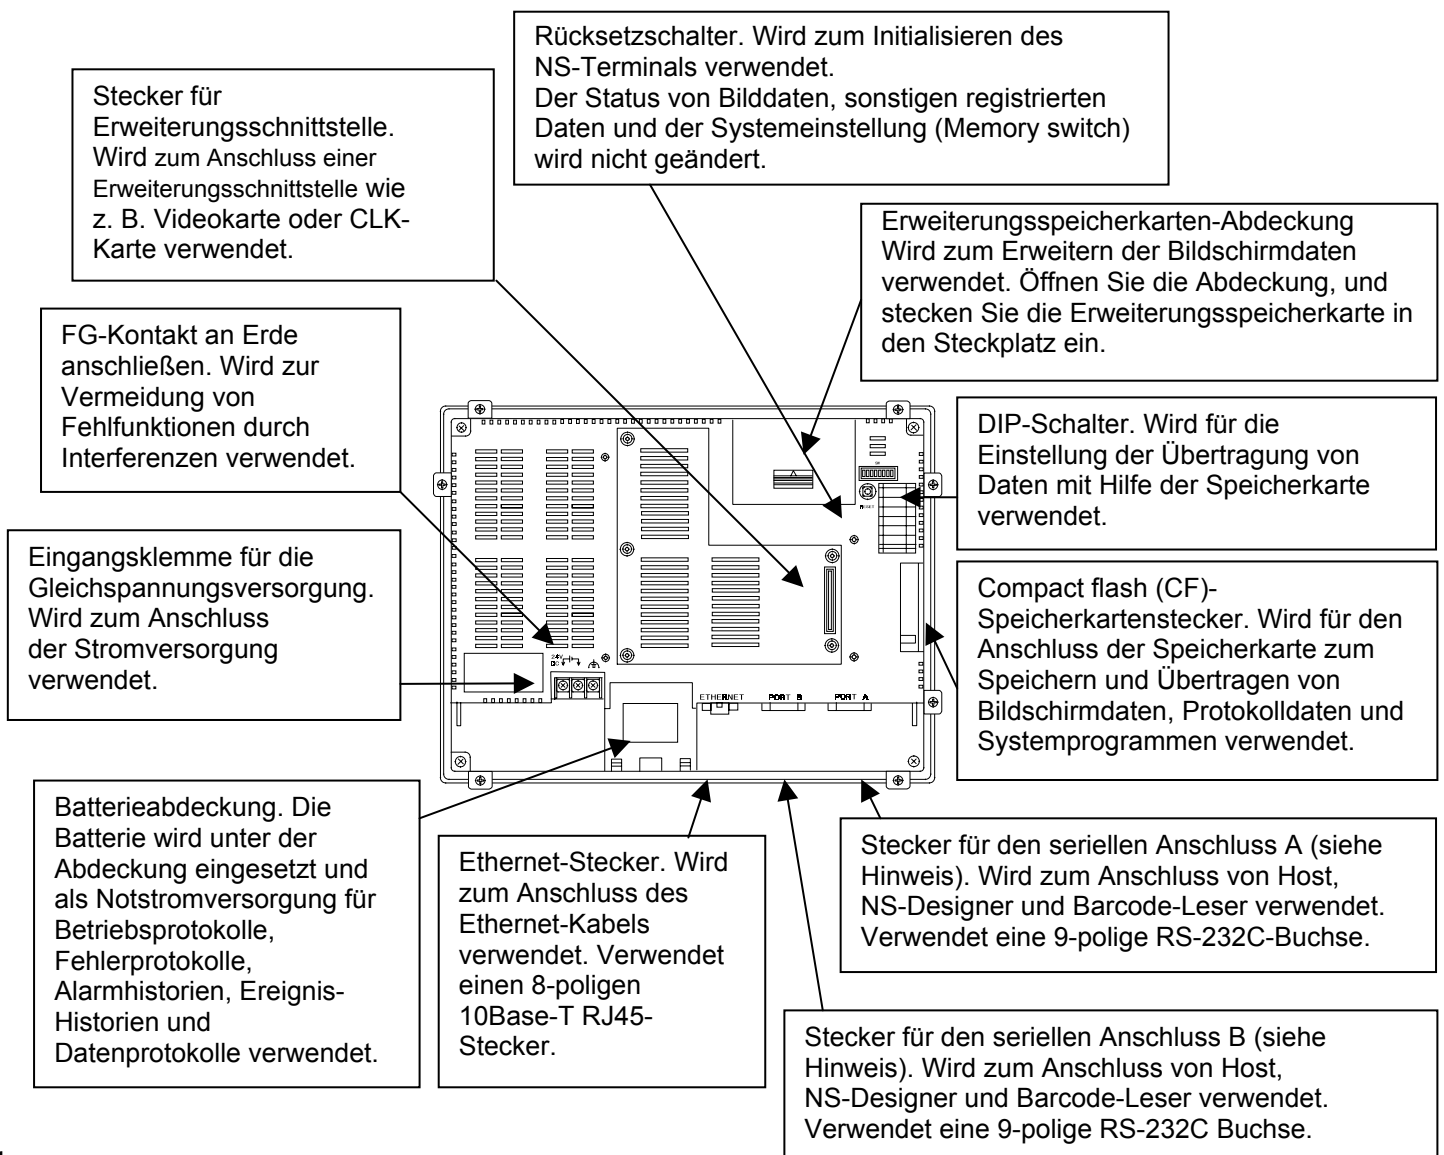 Rücksetzschalter. Wird zum Initialisieren des
NS-Terminals verwendet.
Der Status von Bilddaten, sonstigen registrierten
Daten und der Systemeinstellung (Memory switch)
wird nicht geändert.
Stecker für
Erweiterungsschnittstelle.
Wird zum Anschluss einer
Erweiterungsschnittstelle wie
z. B. Videokarte oder CLK-
Karte verwendet.
Erweiterungsspeicherkarten-Abdeckung
Wird zum Erweitern der Bildschirmdaten
verwendet. Öffnen Sie die Abdeckung, und
stecken Sie die Erweiterungsspeicherkarte in
den Steckplatz ein.
FG-Kontakt an Erde
anschließen. Wird zur
Vermeidung von
Fehlfunktionen durch
Interferenzen verwendet.
DIP-Schalter. Wird für die
Einstellung der Übertragung von
Daten mit Hilfe der Speicherkarte
verwendet.
Eingangsklemme für die
Gleichspannungsversorgung.
Wird zum Anschluss
der Stromversorgung
verwendet.
Compact flash (CF)-
Speicherkartenstecker. Wird für den
Anschluss der Speicherkarte zum
Speichern und Übertragen von
Bildschirmdaten, Protokolldaten und
Systemprogrammen verwendet.
RESET
24V
DC
ETHERNET
PORT B
PORT A
Batterieabdeckung. Die
Batterie wird unter der
Abdeckung eingesetzt und
als Notstromversorgung für
Betriebsprotokolle,
Fehlerprotokolle,
Alarmhistorien, Ereignis-
Historien und
Datenprotokolle verwendet.
Ethernet-Stecker. Wird
zum Anschluss des
Ethernet-Kabels
verwendet. Verwendet
einen 8-poligen
10Base-T RJ45-
Stecker.
Stecker für den seriellen Anschluss A (siehe
Hinweis). Wird zum Anschluss von Host,
NS-Designer und Barcode-Leser verwendet.
Verwendet eine 9-polige RS-232C-Buchse.
Stecker für den seriellen Anschluss B (siehe
Hinweis). Wird zum Anschluss von Host,
NS-Designer und Barcode-Leser verwendet.
Verwendet eine 9-polige RS-232C Buchse.